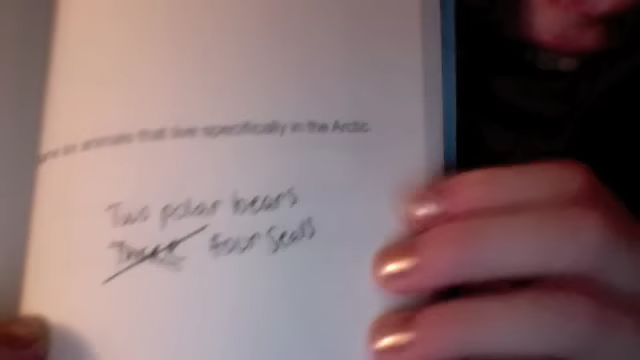 animals that live specifically in the Arctic.
Two polar bears
Three four Seals